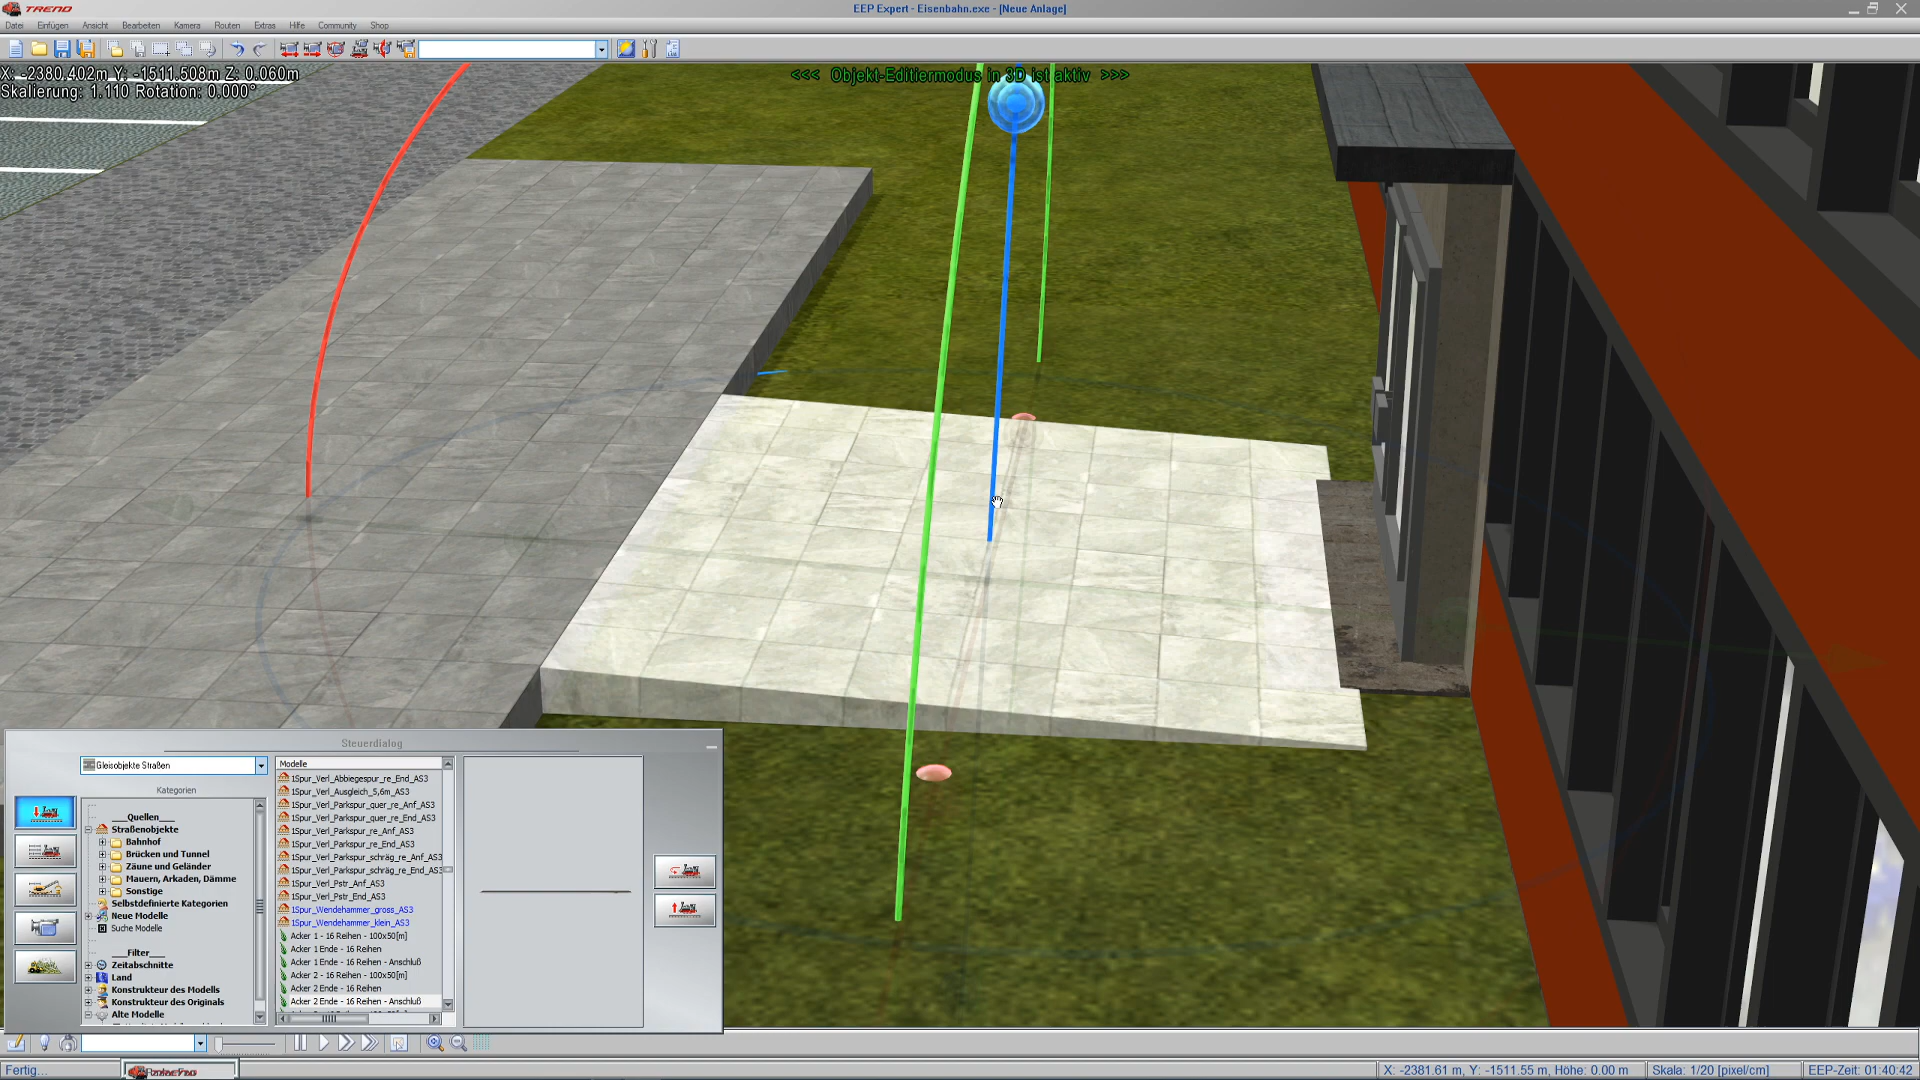 TREND
EEP Expert - Eisenbahn.exe - [Neue Anlage]
Datei Einfügen Ansicht Bearbeiten Kamera Routen Extras Hilfe Community Shop
X: -2380.402m Y: -1511.508m Z: 0.060m
Skalierung: 1.110 Rotation: 0.000°
<<< Objekt-Editiermodus in 3D ist aktiv >>>
Steuerdialog
Gleisobjekte Straßen
Kategorien
__Quellen__
Straßenobjekte
Bahnhof
Brücken und Tunnel
Zäune und Geländer
Mauern, Arkaden, Dämme
Sonstige
Selbstdefinierte Kategorien
Neue Modelle
Suche Modelle
__Filter__
Zeitabschnitte
Land
Konstrukteur des Modells
Konstrukteur des Originals
Alte Modelle
Modelle
1Spur_Verl_Abbiegespur_re_End_AS3
1Spur_Verl_Ausgleich_5,6m_AS3
1Spur_Verl_Parkspur_quer_re_Anf_AS3
1Spur_Verl_Parkspur_quer_re_End_AS3
1Spur_Verl_Parkspur_re_Anf_AS3
1Spur_Verl_Parkspur_re_End_AS3
1Spur_Verl_Parkspur_schräg_re_Anf_AS3
1Spur_Verl_Parkspur_schräg_re_End_AS3
1Spur_Verl_Pstr_Anf_AS3
1Spur_Verl_Pstr_End_AS3
1Spur_Wendehammer_gross_AS3
1Spur_Wendehammer_klein_AS3
Acker 1 - 16 Reihen - 100x50[m]
Acker 1 Ende - 16 Reihen
Acker 1 Ende - 16 Reihen - Anschluß
Acker 2 - 16 Reihen - 100x50[m]
Acker 2 Ende - 16 Reihen
Acker 2 Ende - 16 Reihen - Anschluß
Fertig...
X: -2381.61 m, Y: -1511.55 m, Höhe: 0.00 m
Skala: 1/20 [pixel/cm]
EEP-Zeit: 01:40:42